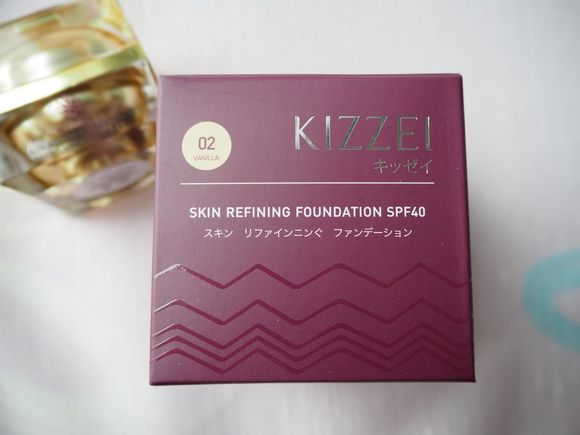 02
VANILLA
KIZZEI
キッゼイ
SKIN REFINING FOUNDATION SPF40
スキン リファインニンぐ ファンデーション